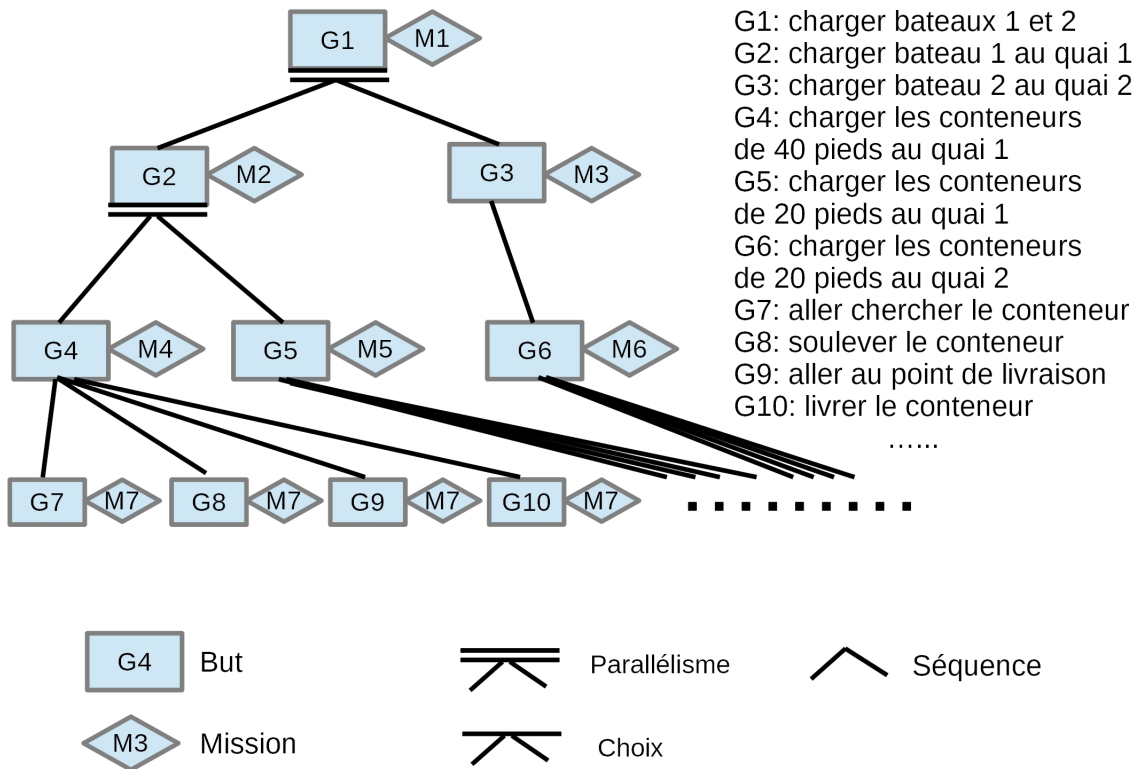 G1
M1
G2
M2
G3
M3
G4
M4
G5
M5
G6
M6
G7
M7
G8
M7
G9
M7
G10
M7
G1: charger bateaux 1 et 2
G2: charger bateau 1 au quai 1
G3: charger bateau 2 au quai 2
G4: charger les conteneurs
de 40 pieds au quai 1
G5: charger les conteneurs
de 20 pieds au quai 1
G6: charger les conteneurs
de 20 pieds au quai 2
G7: aller chercher le conteneur
G8: soulever le conteneur
G9: aller au point de livraison
G10: livrer le conteneur
…...
G4
But
Parallélisme
Séquence
M3
Mission
Choix